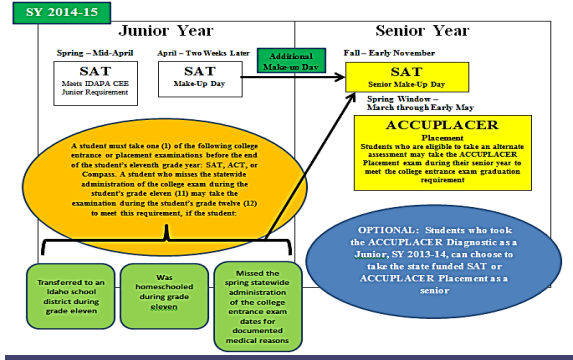 SY 2014-15
Junior Year
Senior Year
Spring – Mid-April
April – Two Weeks Later
Fall – Early November
SAT
Meets IDAPA CEE
Junior Requirement
SAT
Make-Up Day
Additional
Make-up Day
SAT
Senior Make-Up Day
Spring Window –
March through Early May
ACCUPLACER
Placement
Students who are eligible to take an alternate
assessment may take the ACCUPLACER
Placement exam during their senior year to
meet the college entrance exam graduation
requirement
A student must take one (1) of the following college
entrance or placement examinations before the end
of the student's eleventh grade year: SAT, ACT, or
Compass. A student who misses the statewide
administration of the college exam during the
student's grade eleven (11) may take the
examination during the student's grade twelve (12)
to meet this requirement, if the student:
OPTIONAL: Students who took
the ACCUPLACER Diagnostic as a
Junior, SY 2013-14, can choose to
take the state funded SAT or
ACCUPLACER Placement as a
senior
Transferred to an
Idaho school
district during
grade eleven
Was
homeschooled
during grade
eleven
Missed the
spring statewide
administration
of the college
entrance exam
dates for
documented
medical reasons